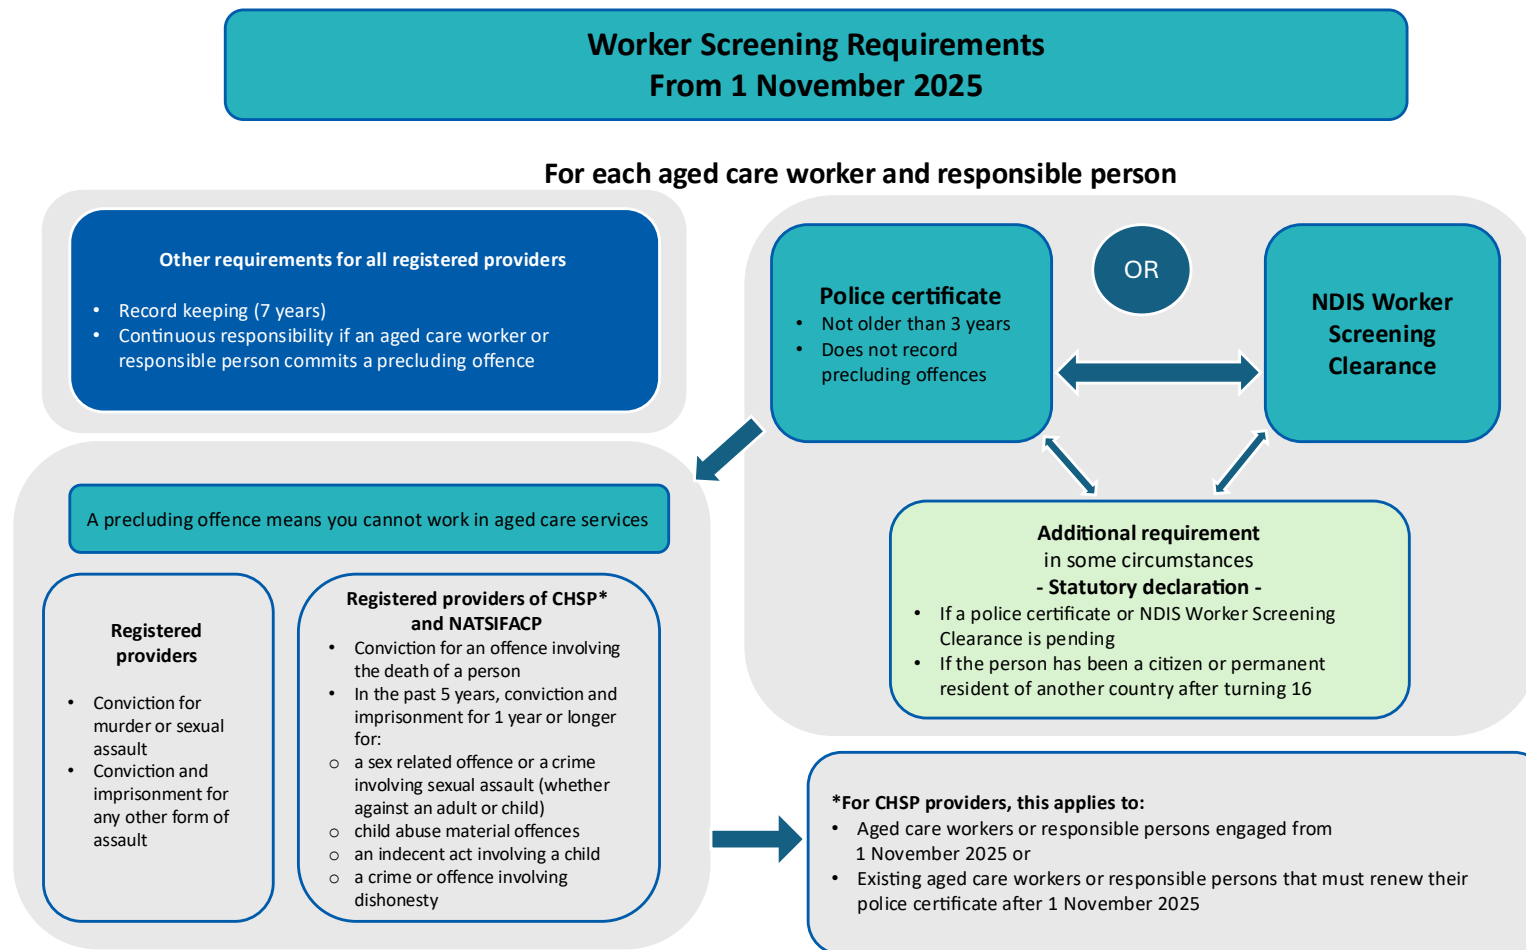 Worker Screening Requirements
From 1 November 2025
For each aged care worker and responsible person
Other requirements for all registered providers
• Record keeping (7 years)
• Continuous responsibility if an aged care worker or
responsible person commits a precluding offence
Police certificate
• Not older than 3 years
• Does not record
precluding offences
OR
NDIS Worker
Screening
Clearance
A precluding offence means you cannot work in aged care services
Registered
providers
• Conviction for
murder or sexual
assault
• Conviction and
imprisonment for
any other form of
assault
Registered providers of CHSP*
and NATSIFACP
• Conviction for an offence involving
the death of a person
• In the past 5 years, conviction and
imprisonment for 1 year or longer
for:
o a sex related offence or a crime
involving sexual assault (whether
against an adult or child)
o child abuse material offences
o an indecent act involving a child
o a crime or offence involving
dishonesty
Additional requirement
in some circumstances
- Statutory declaration -
• If a police certificate or NDIS Worker Screening
Clearance is pending
• If the person has been a citizen or permanent
resident of another country after turning 16
*For CHSP providers, this applies to:
• Aged care workers or responsible persons engaged from
1 November 2025 or
• Existing aged care workers or responsible persons that must renew their
police certificate after 1 November 2025